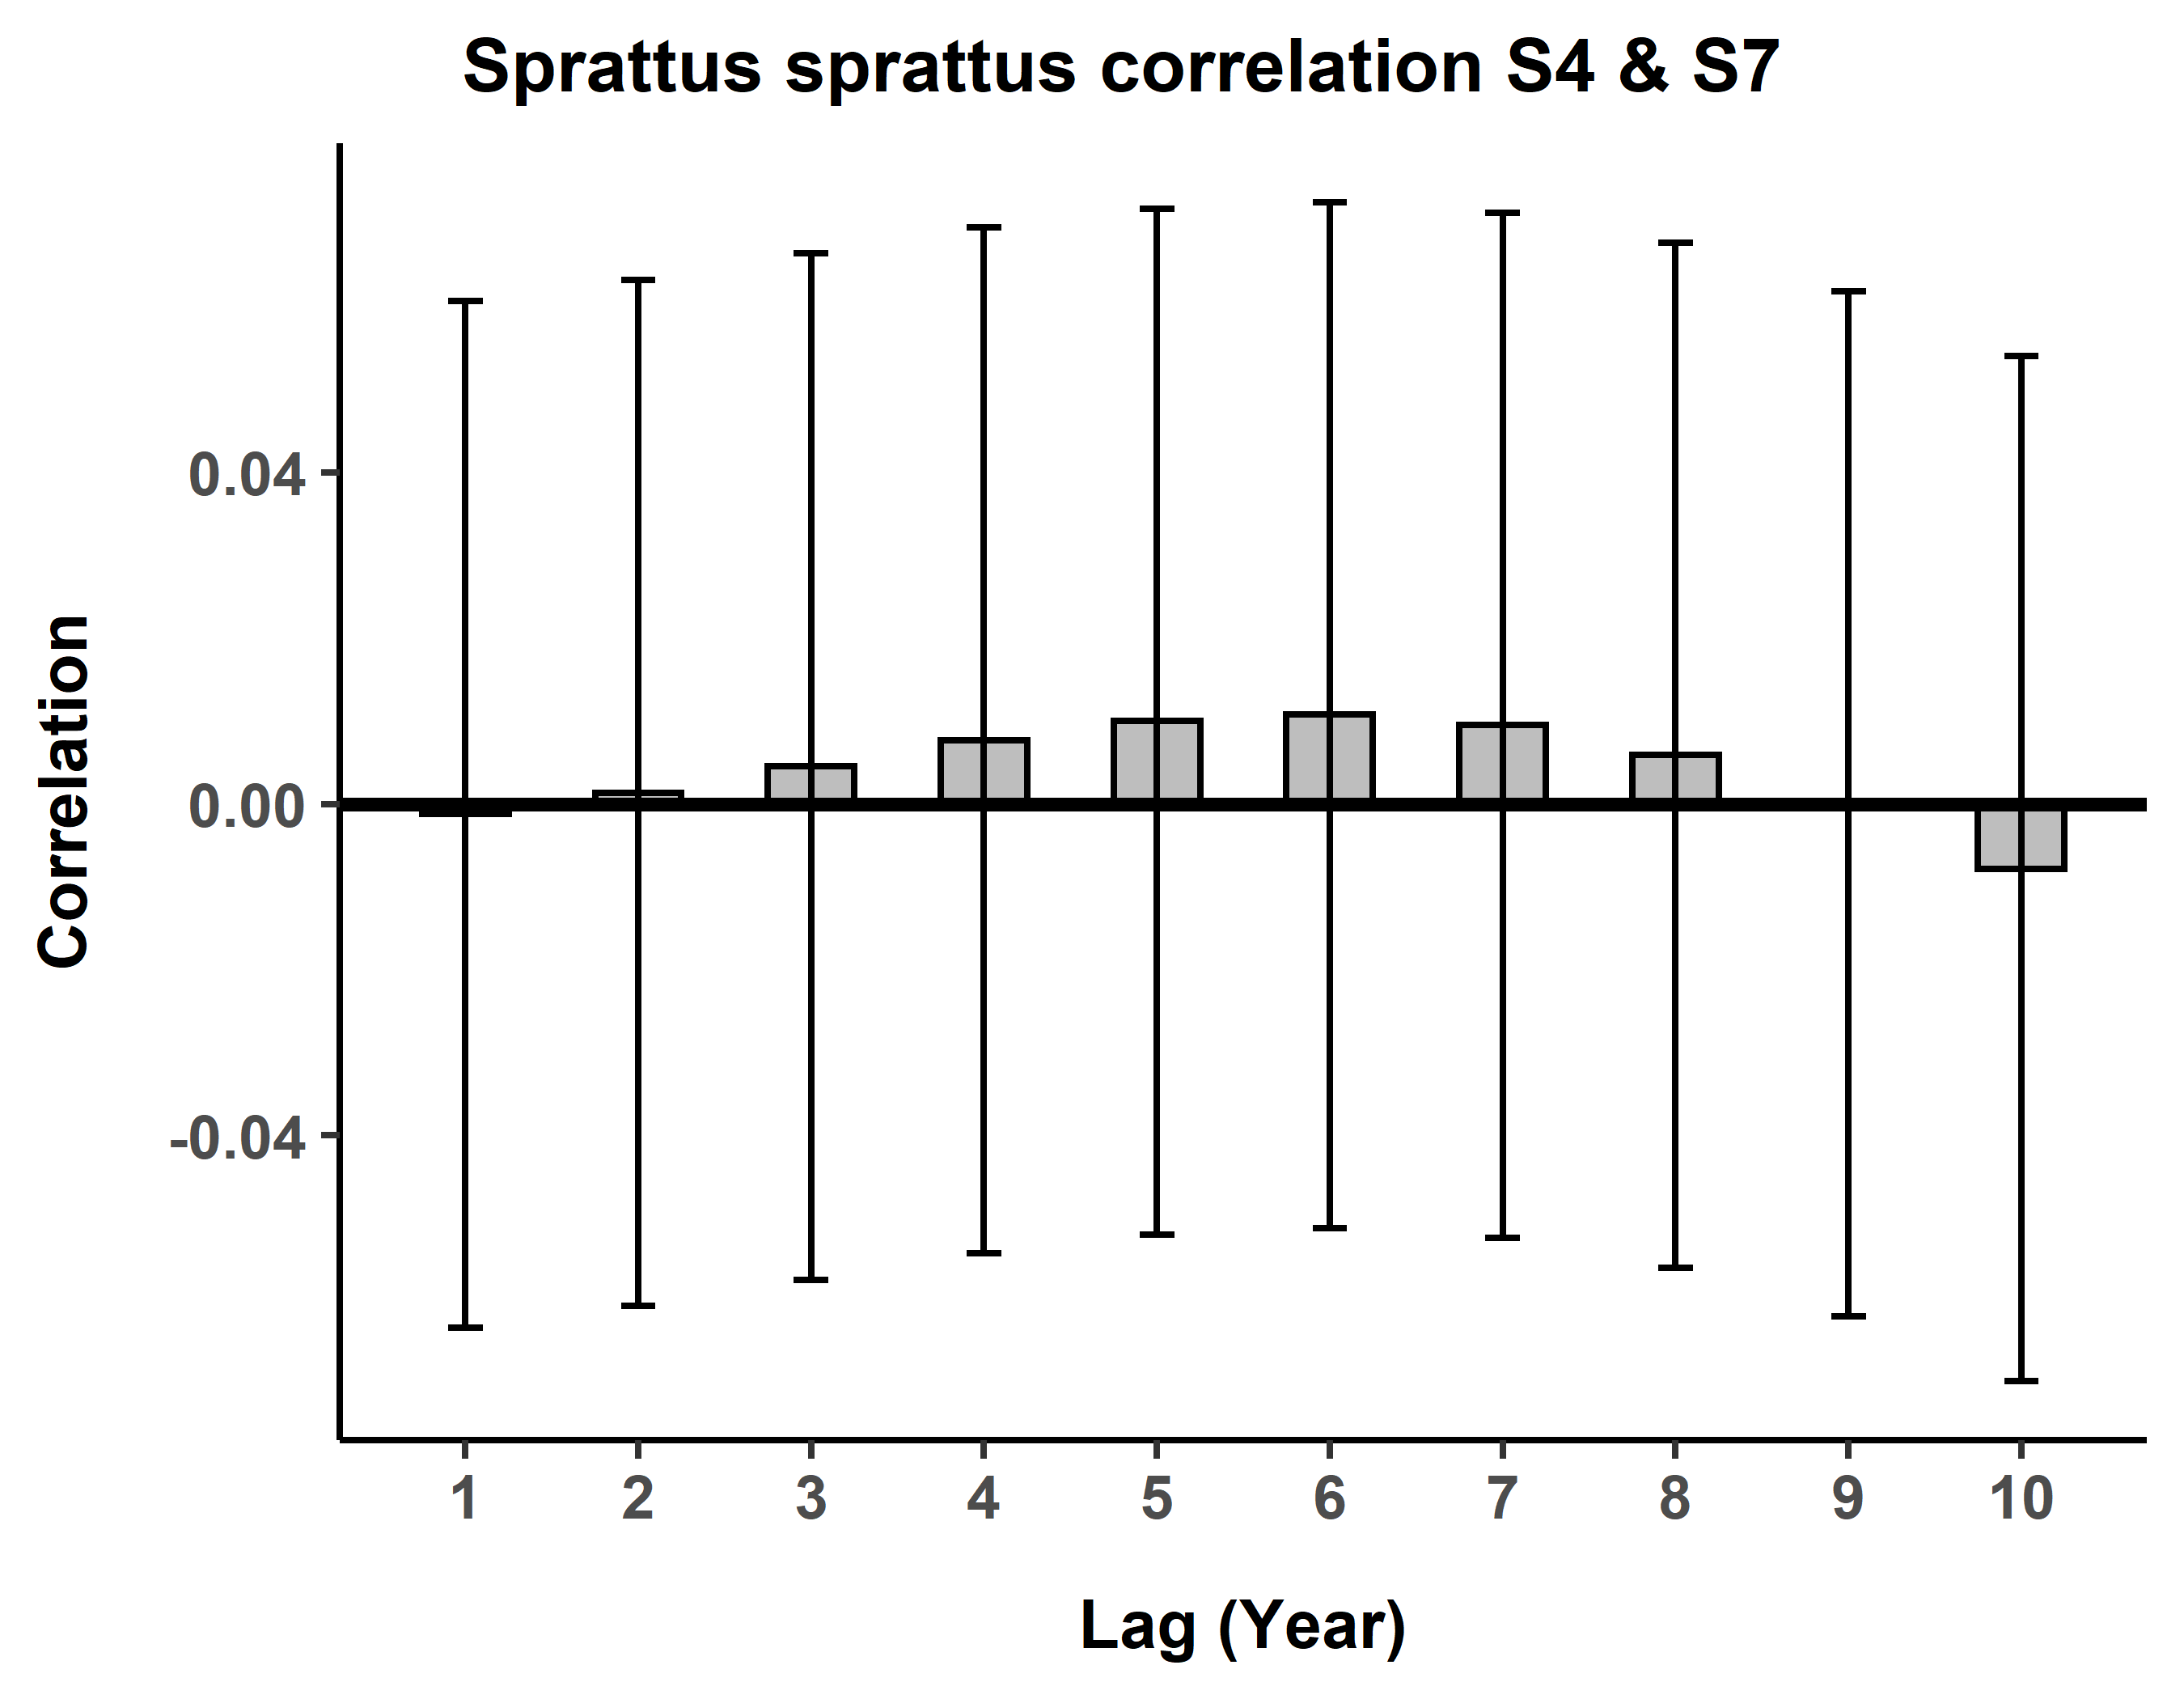 Sprattus sprattus correlation S4 & S7
Correlation
0.04
0.00
-0.04
1 2 3 4 5 6 7 8 9 10
Lag (Year)